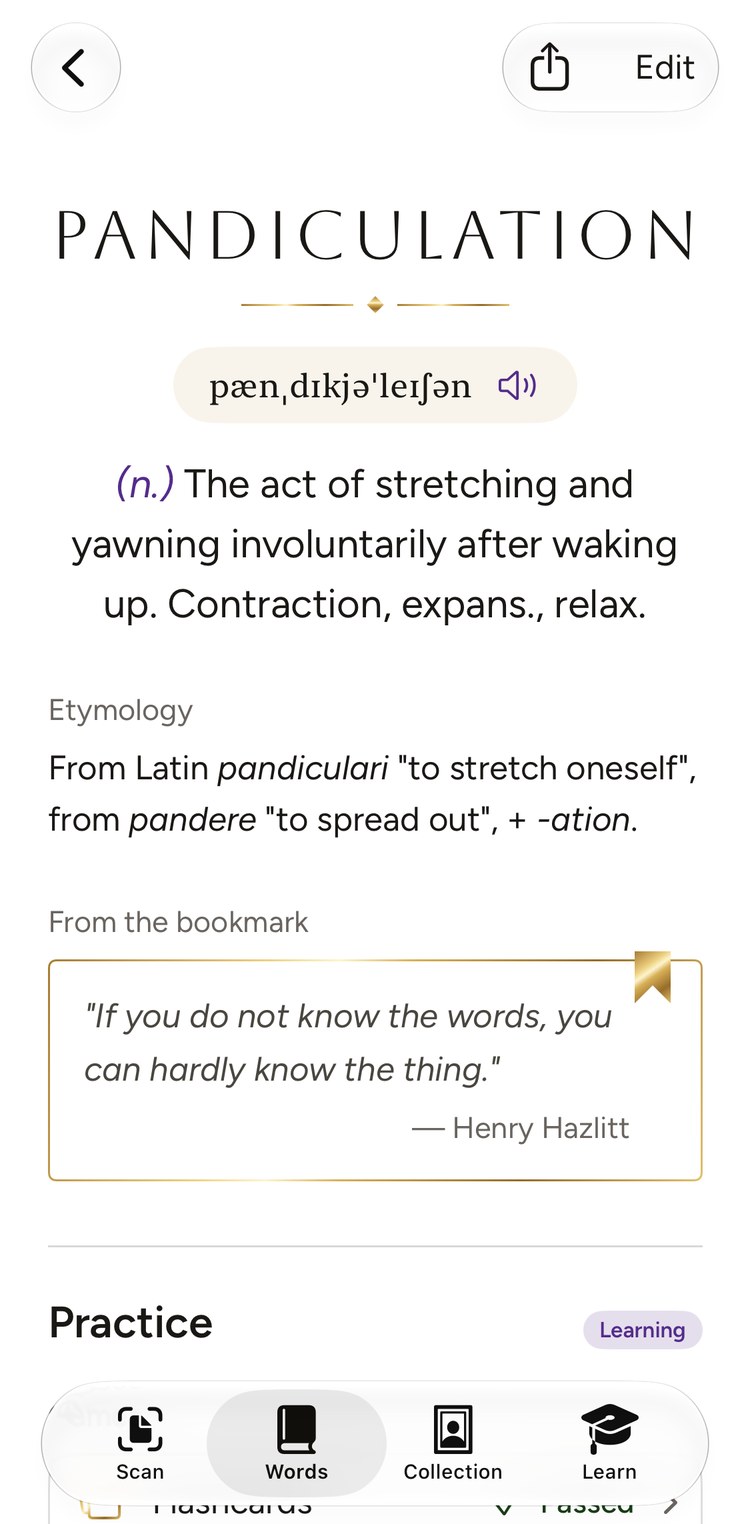 Edit
PANDICULATION
pænˌdɪkjəˈleɪʃən
(n.) The act of stretching and
yawning involuntarily after waking
up. Contraction, expans., relax.
Etymology
From Latin pandiculari "to stretch oneself",
from pandere "to spread out", + -ation.
From the bookmark
"If you do not know the words, you
can hardly know the thing."
— Henry Hazlitt
Practice
Learning
Scan
Words
Collection
Learn
Flashcards
Passed